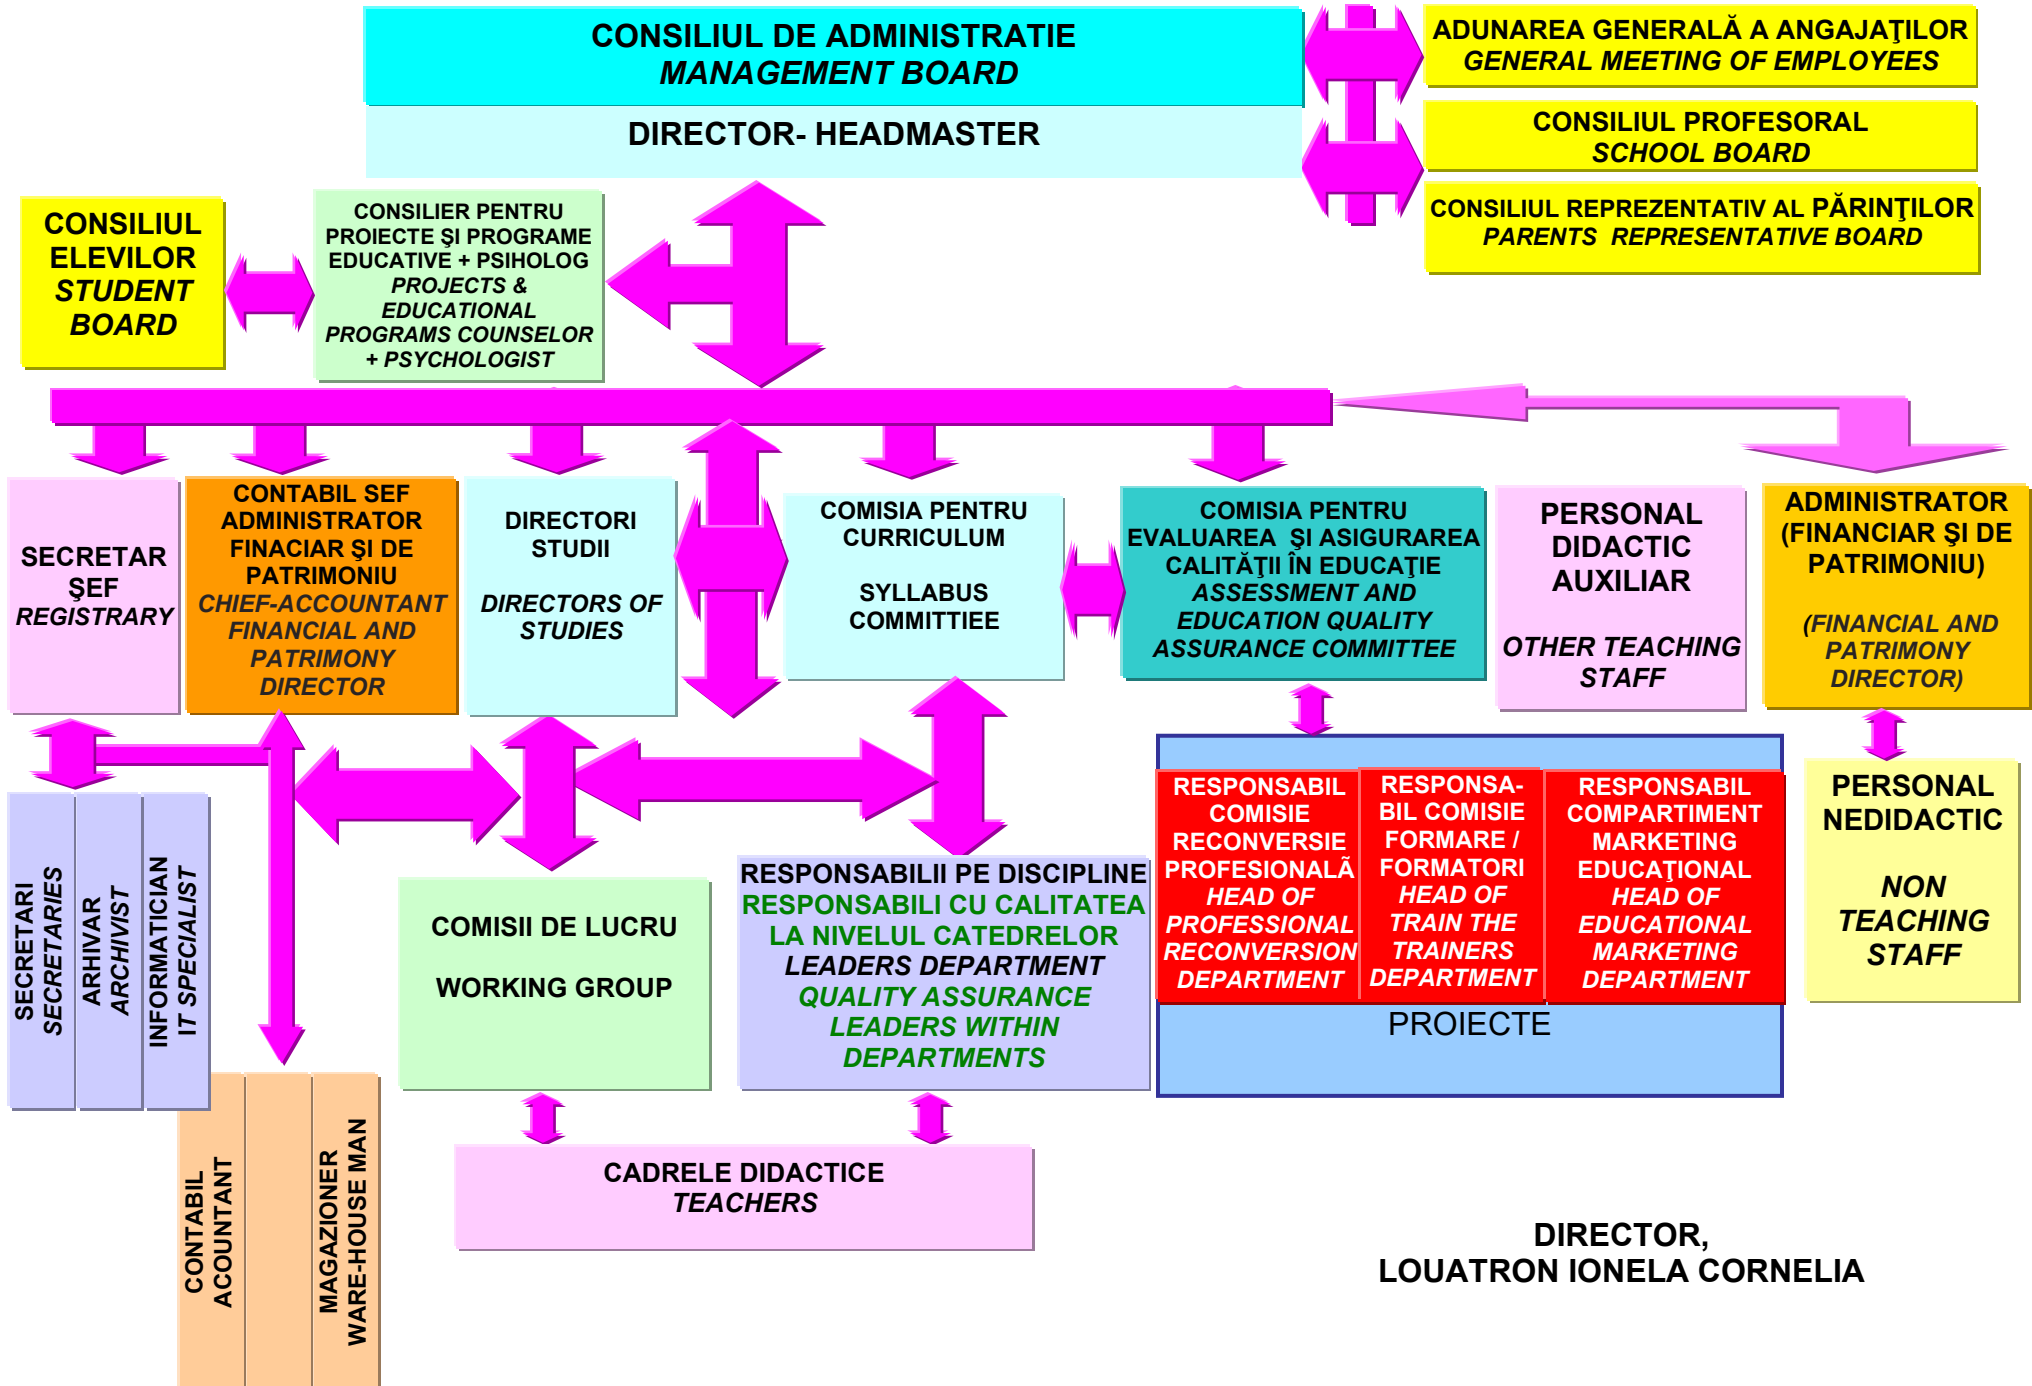 CONSILIUL DE ADMINISTRATIE
MANAGEMENT BOARD
DIRECTOR- HEADMASTER
ADUNAREA GENERALĂ A ANGAJAŢILOR
GENERAL MEETING OF EMPLOYEES
CONSILIUL PROFESORAL
SCHOOL BOARD
CONSILIUL REPREZENTATIV AL PĂRINŢILOR
PARENTS REPRESENTATIVE BOARD
CONSILIUL
ELEVILOR
STUDENT
BOARD
CONSILIER PENTRU
PROIECTE ŞI PROGRAME
EDUCATIVE + PSIHOLOG
PROJECTS &
EDUCATIONAL
PROGRAMS COUNSELOR
+ PSYCHOLOGIST
SECRETAR
ŞEF
REGISTRARY
CONTABIL SEF
ADMINISTRATOR
FINACIAR ŞI DE
PATRIMONIU
CHIEF-ACCOUNTANT
FINANCIAL AND
PATRIMONY
DIRECTOR
DIRECTORI
STUDII
DIRECTORS OF
STUDIES
COMISIA PENTRU
CURRICULUM
SYLLABUS
COMMITTIEE
COMISIA PENTRU
EVALUAREA ŞI ASIGURAREA
CALITĂŢII ÎN EDUCAŢIE
ASSESSMENT AND
EDUCATION QUALITY
ASSURANCE COMMITTEE
PERSONAL
DIDACTIC
AUXILIAR
OTHER TEACHING
STAFF
ADMINISTRATOR
(FINANCIAR ŞI DE
PATRIMONIU)
(FINANCIAL AND
PATRIMONY
DIRECTOR)
SECRETARI
SECRETARIES
ARHIVAR
ARCHIVIST
INFORMATICIAN
IT SPECIALIST
COMISII DE LUCRU
WORKING GROUP
RESPONSABILII PE DISCIPLINE
RESPONSABILI CU CALITATEA
LA NIVELUL CATEDRELOR
LEADERS DEPARTMENT
QUALITY ASSURANCE
LEADERS WITHIN
DEPARTMENTS
RESPONSABIL
COMISIE
RECONVERSIE
PROFESIONALÃ
HEAD OF
PROFESSIONAL
RECONVERSION
DEPARTMENT
RESPONSA-
BIL COMISIE
FORMARE /
FORMATORI
HEAD OF
TRAIN THE
TRAINERS
DEPARTMENT
RESPONSABIL
COMPARTIMENT
MARKETING
EDUCAŢIONAL
HEAD OF
EDUCATIONAL
MARKETING
DEPARTMENT
PROIECTE
PERSONAL
NEDIDACTIC
NON
TEACHING
STAFF
CONTABIL
ACOUNTANT
MAGAZIONER
WARE-HOUSE MAN
CADRELE DIDACTICE
TEACHERS
DIRECTOR,
LOUATRON IONELA CORNELIA